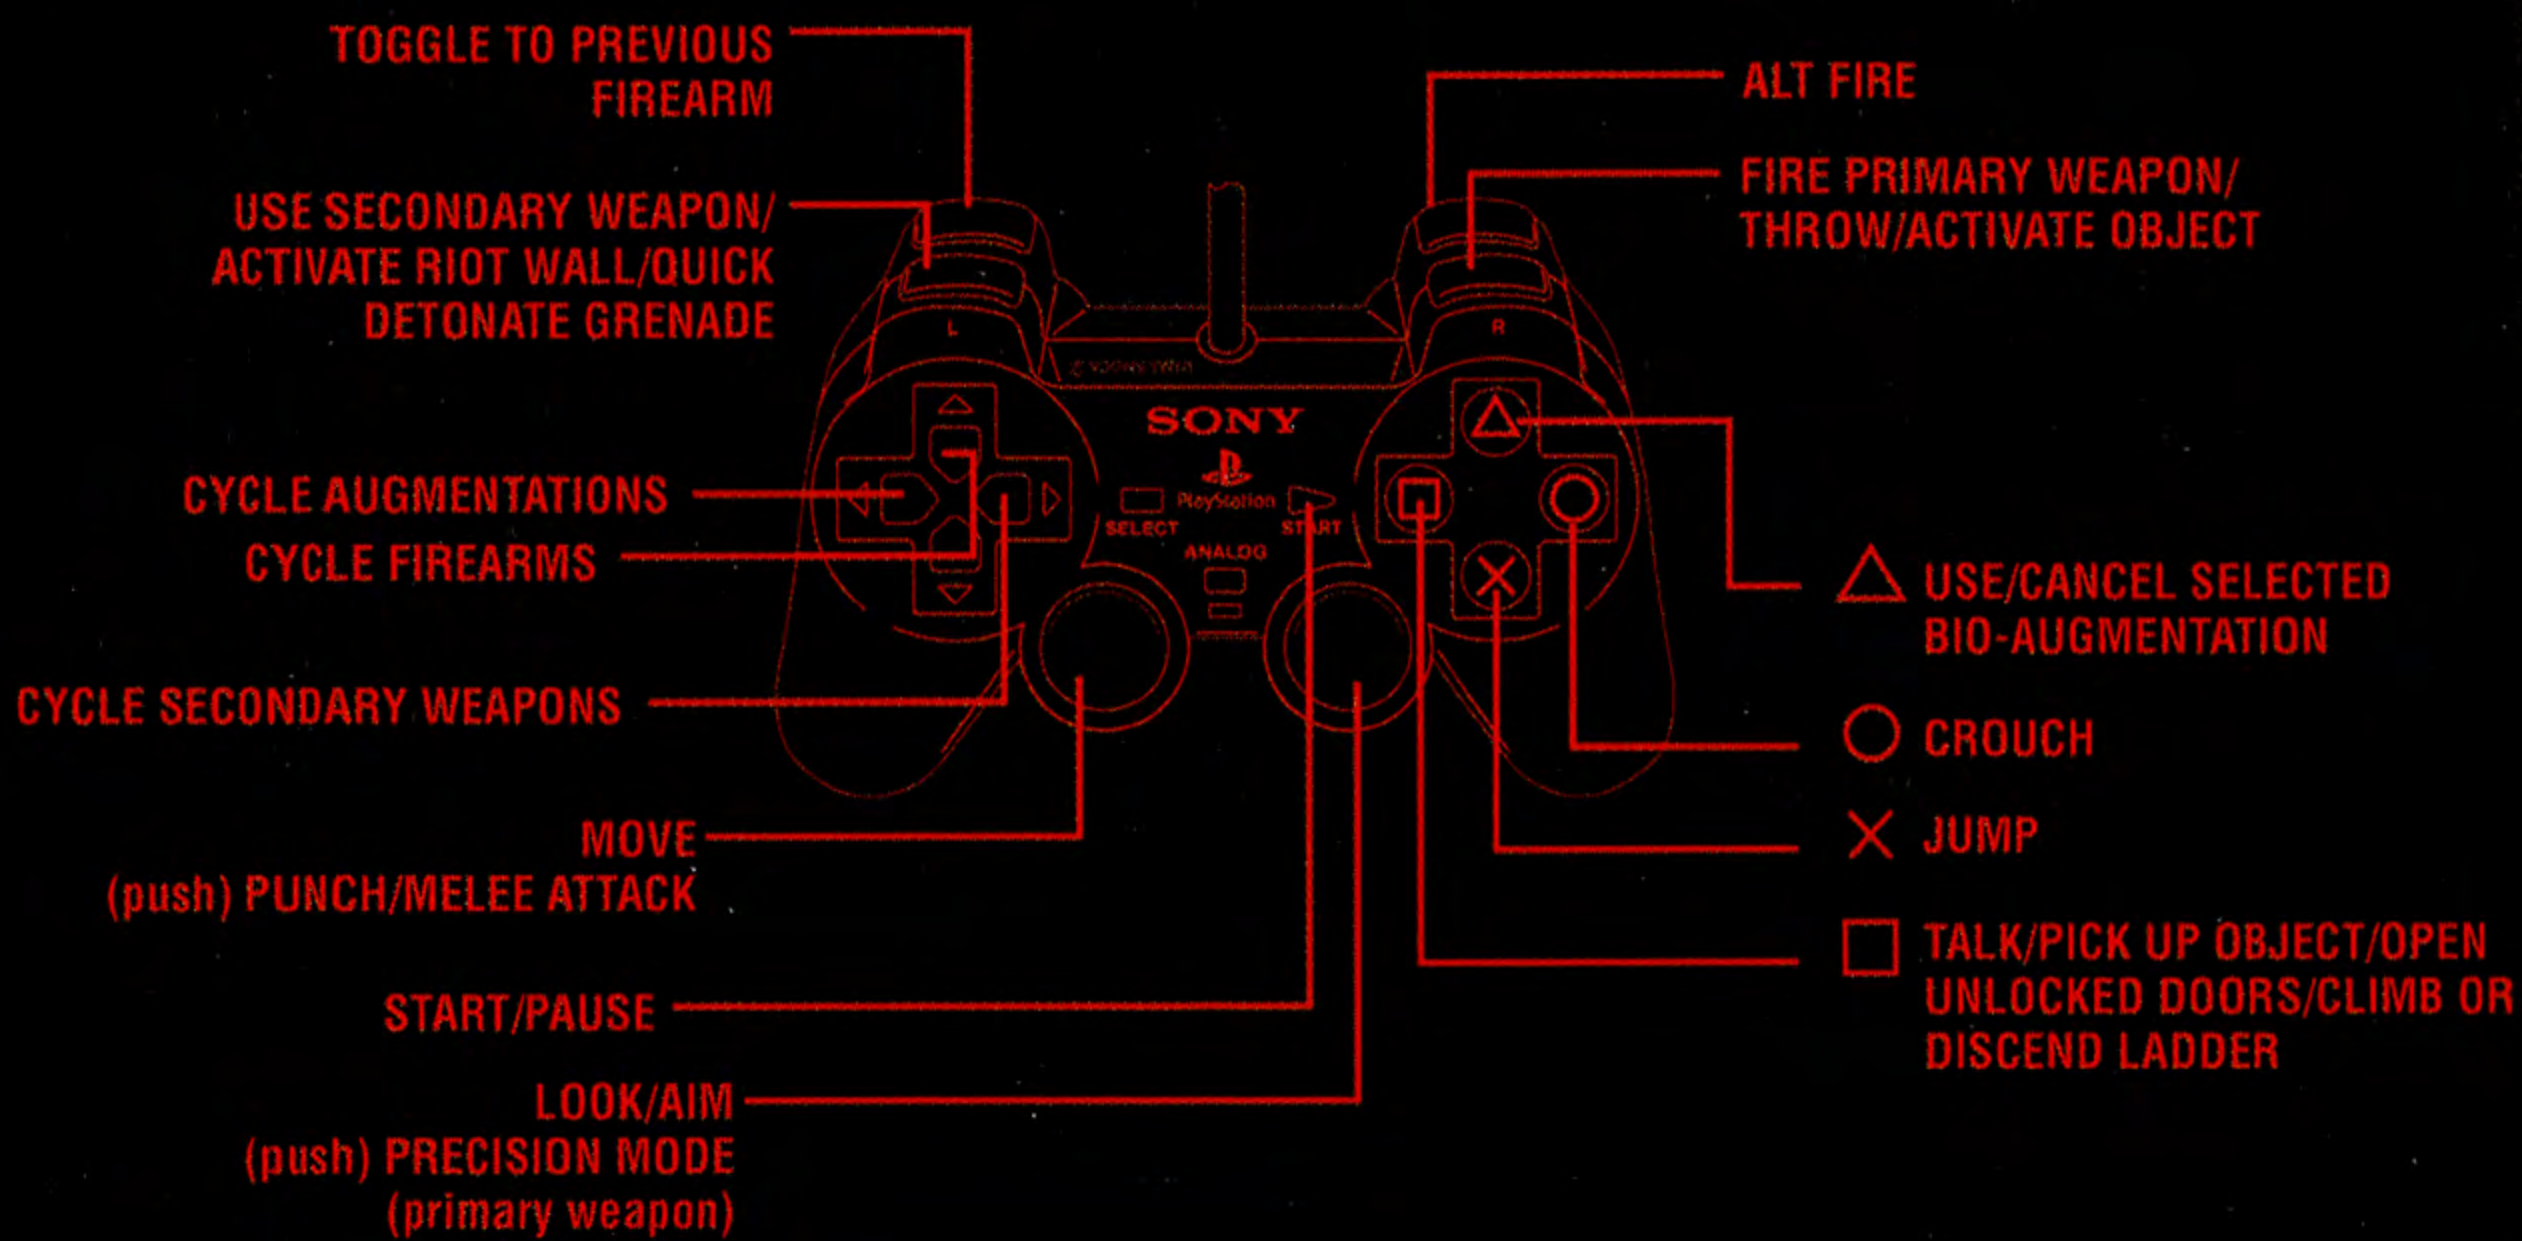 TOGGLE TO PREVIOUS
FIREARM
USE SECONDARY WEAPON/
ACTIVATE RIOT WALL/QUICK
DETONATE GRENADE
CYCLE AUGMENTATIONS
CYCLE FIREARMS
CYCLE SECONDARY WEAPONS
MOVE
(push) PUNCH/MELEE ATTACK
START/PAUSE
LOOK/AIM
(push) PRECISION MODE
(primary weapon)
L
R
SONY
PlayStation
SELECT
START
ANALOG
ALT FIRE
FIRE PRIMARY WEAPON/
THROW/ACTIVATE OBJECT
USE/CANCEL SELECTED
BIO-AUGMENTATION
CROUCH
JUMP
TALK/PICK UP OBJECT/OPEN
UNLOCKED DOORS/CLIMB OR
DISCEND LADDER